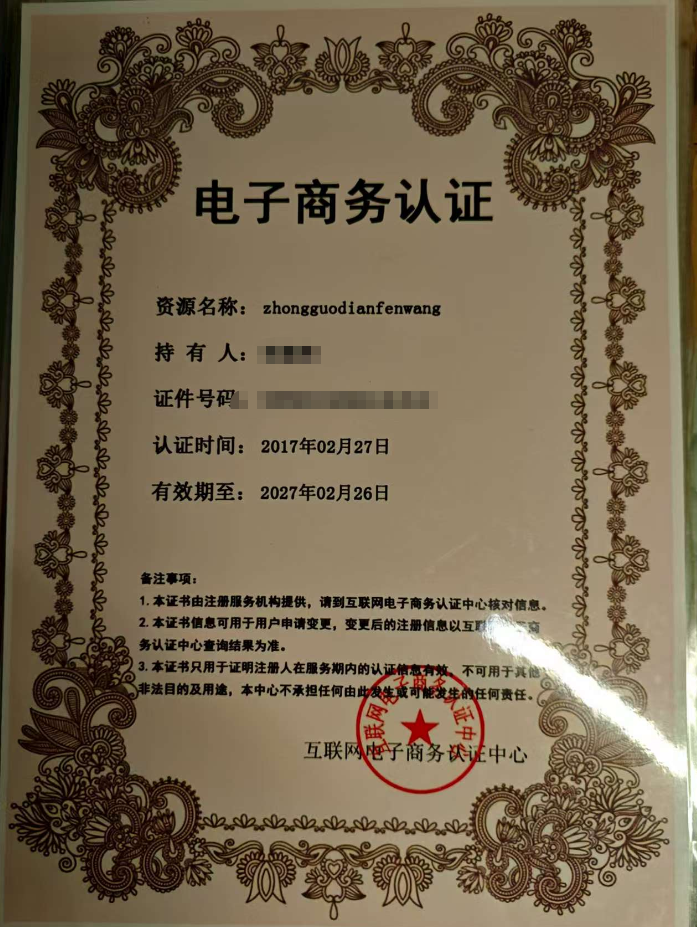 电子商务认证
资源名称： zhongguodianfenwang
持 有 人：
证件号码
认证时间： 2017年02月27日
有效期至： 2027年02月26日
备注事项：
1.本证书由注册服务机构提供，请到互联网电子商务认证中心核对信息。
2.本证书信息可用于用户申请变更，变更后的注册信息以互联 商
务认证中心查询结果为准。
3.本证书只用于证明注册人在服务期内的认证信息有效，不可用于其他
非法目的及用途，本中心不承担任何由此发生或可能发生的任何责任。
互联网电子商务认证中心
互联网电子商务认证中心